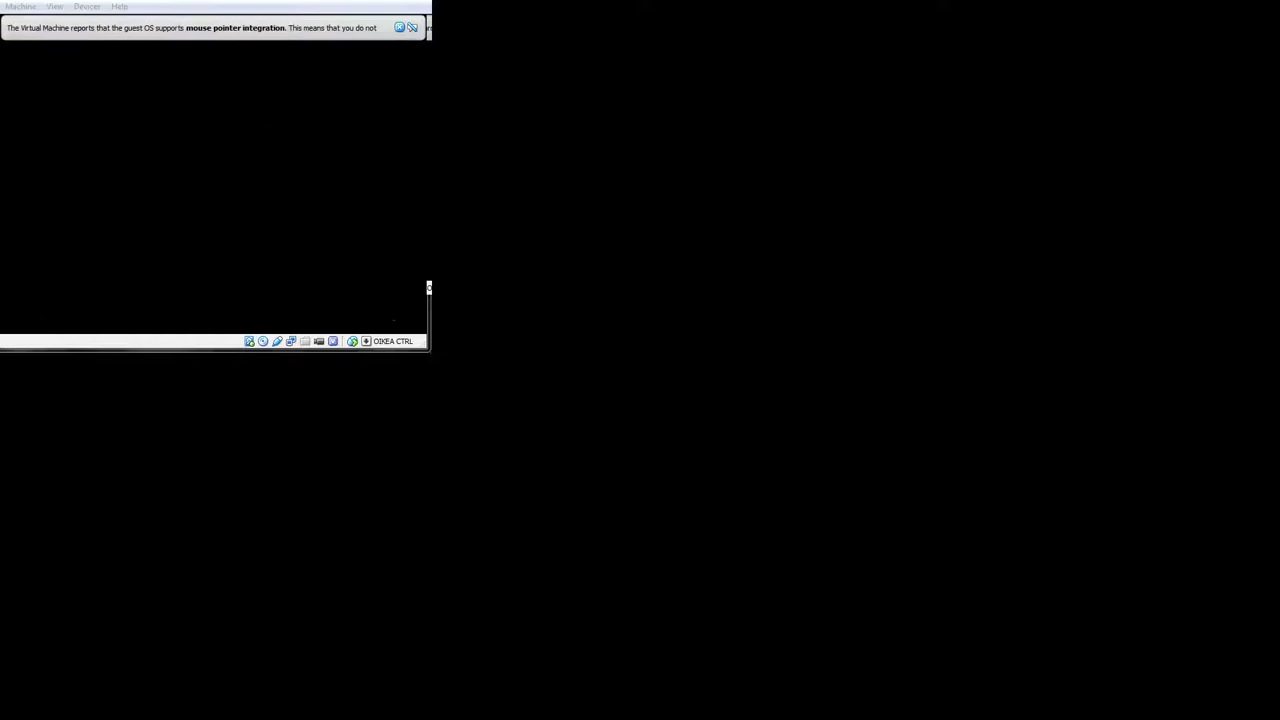 Machine View Devices Help
The Virtual Machine reports that the guest OS supports mouse pointer integration. This means that you do not
OIKEA CTRL